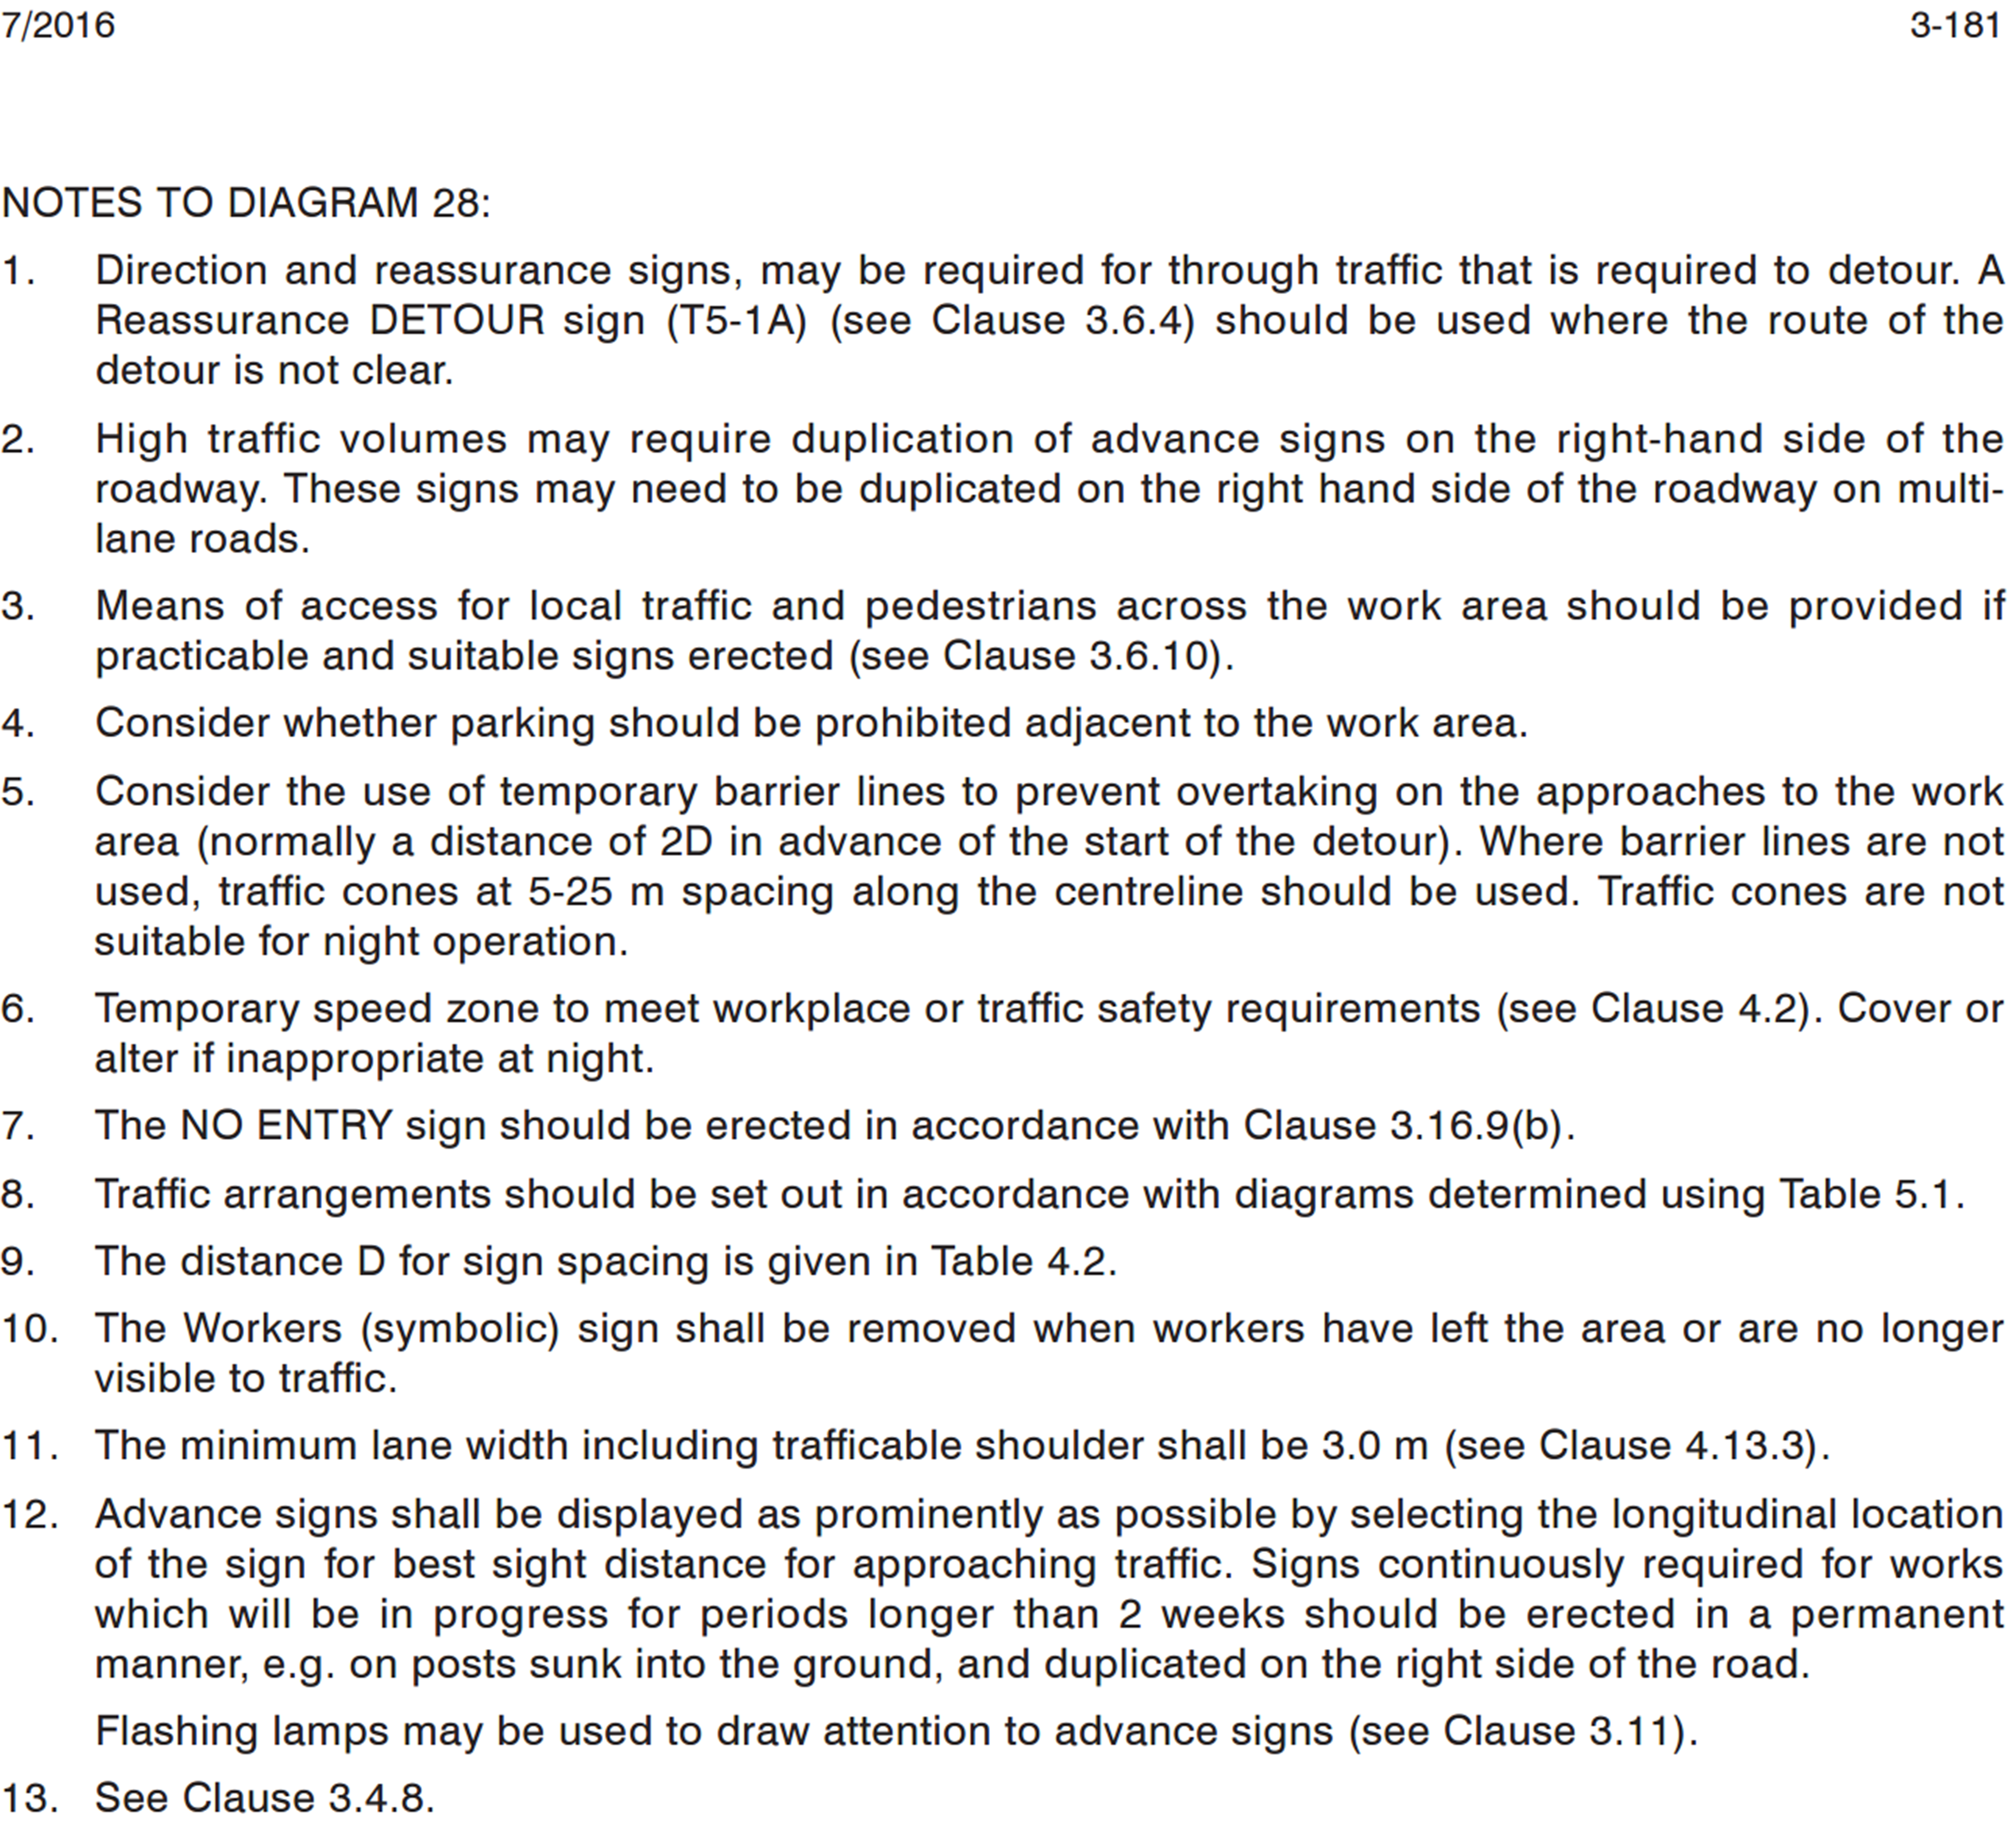 7/2016 3-181
NOTES TO DIAGRAM 28:
1. Direction and reassurance signs, may be required for through traffic that is required to detour. A
Reassurance DETOUR sign (T5-1A) (see Clause 3.6.4) should be used where the route of the
detour is not clear.
2. High traffic volumes may require duplication of advance signs on the right-hand side of the
roadway. These signs may need to be duplicated on the right hand side of the roadway on multi-
lane roads.
3. Means of access for local traffic and pedestrians across the work area should be provided if
practicable and suitable signs erected (see Clause 3.6.10).
4. Consider whether parking should be prohibited adjacent to the work area.
5. Consider the use of temporary barrier lines to prevent overtaking on the approaches to the work
area (normally a distance of 2D in advance of the start of the detour). Where barrier lines are not
used, traffic cones at 5-25 m spacing along the centreline should be used. Traffic cones are not
suitable for night operation.
6. Temporary speed zone to meet workplace or traffic safety requirements (see Clause 4.2). Cover or
alter if inappropriate at night.
7. The NO ENTRY sign should be erected in accordance with Clause 3.16.9(b).
8. Traffic arrangements should be set out in accordance with diagrams determined using Table 5.1.
9. The distance D for sign spacing is given in Table 4.2.
10. The Workers (symbolic) sign shall be removed when workers have left the area or are no longer
visible to traffic.
11. The minimum lane width including trafficable shoulder shall be 3.0 m (see Clause 4.13.3).
12. Advance signs shall be displayed as prominently as possible by selecting the longitudinal location
of the sign for best sight distance for approaching traffic. Signs continuously required for works
which will be in progress for periods longer than 2 weeks should be erected in a permanent
manner, e.g. on posts sunk into the ground, and duplicated on the right side of the road.
Flashing lamps may be used to draw attention to advance signs (see Clause 3.11).
13. See Clause 3.4.8.